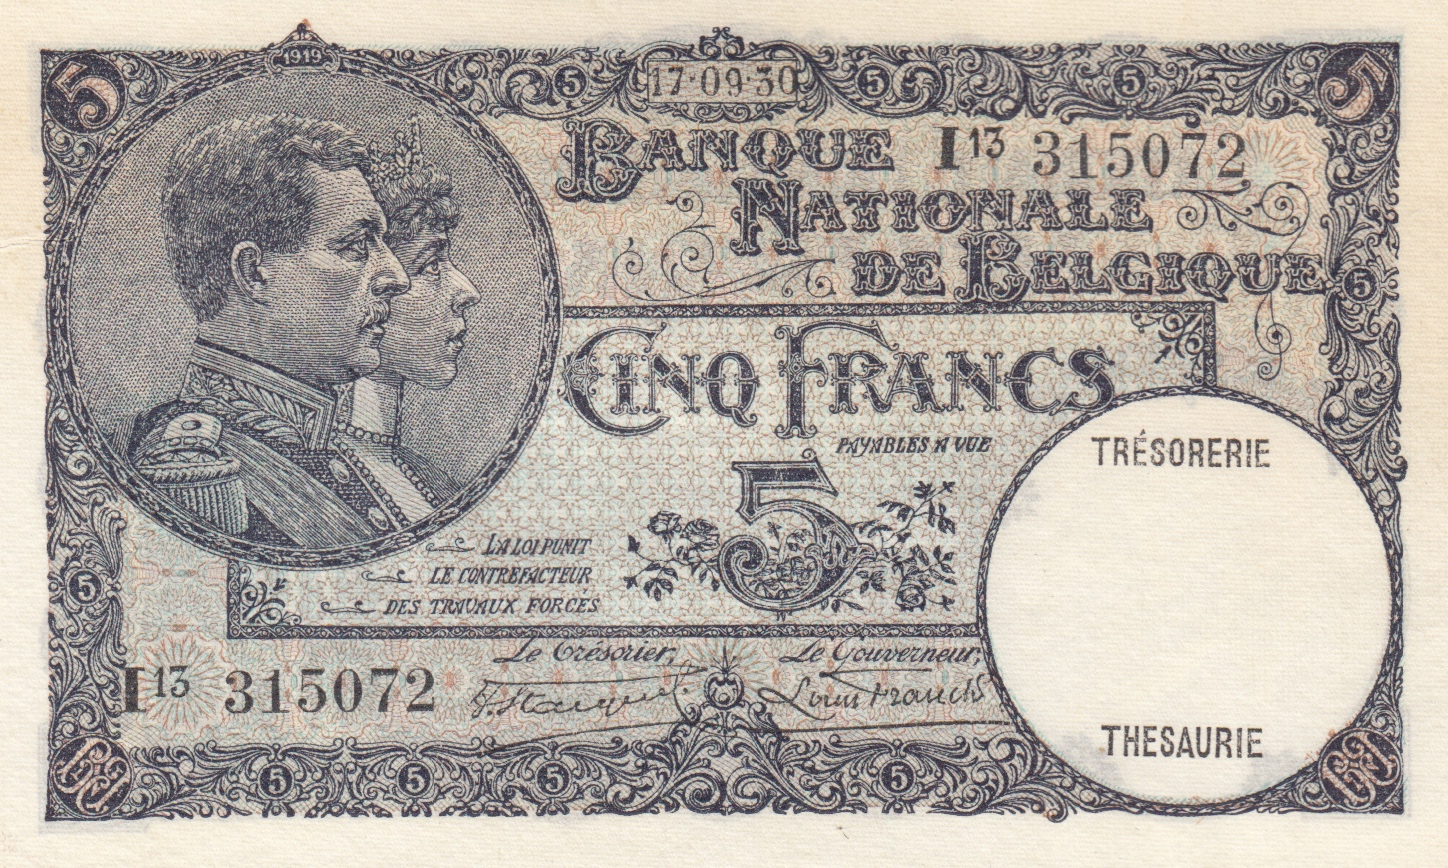 1919
17·09·30
5 5 5 5 5
BANQUE I13 315072
NATIONALE
DE BELGIQUE
5
CINQ FRANCS
PAYABLES A VUE
TRÉSORERIE
5
LA LOI PUNIT
LE CONTREFACTEUR
DES TRAVAUX FORCÉS
5
Le Trésorier,
Le Gouverneur,
I13 315072
Louis Franck
THESAURIE
5 5 5 5